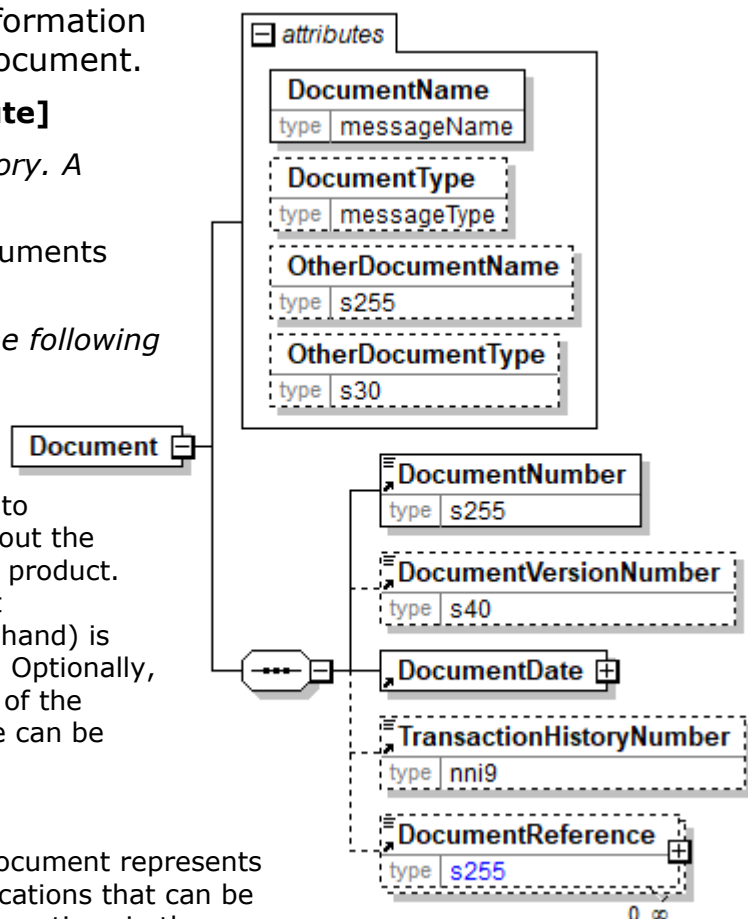 formation
ocument.
ute]
ory. A
uments
e following
to
out the
product.
hand) is
Optionally,
of the
e can be
ocument represents
cations that can be
attributes
DocumentName
type messageName
DocumentType
type messageType
OtherDocumentName
type s255
OtherDocumentType
type s30
Document
DocumentNumber
type s255
DocumentVersionNumber
type s40
DocumentDate
TransactionHistoryNumber
type nni9
DocumentReference
type s255
0..∞